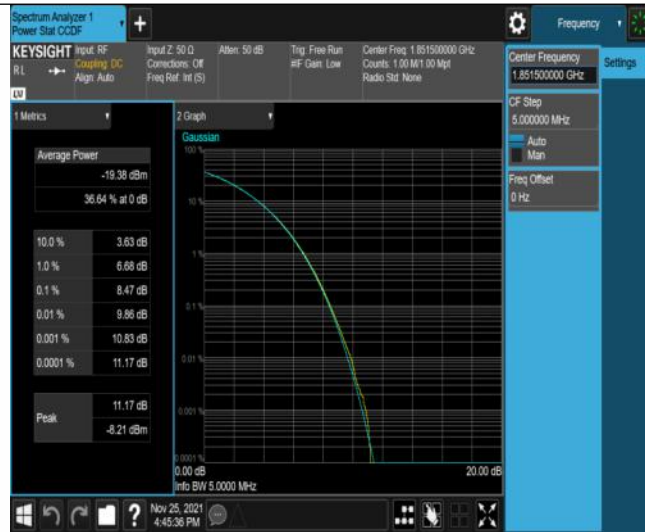 Spectrum Analyzer 1
Power Stat CCDF
Frequency
KEYSIGHT
Input: RF
Coupling: DC
Align: Auto
Input Z: 50 Ω
Corrections: Off
Freq Ref: Int (S)
Atten: 50 dB
Trig: Free Run
#IF Gain: Low
Center Freq: 1.851500000 GHz
Counts: 1.00 M/1.00 Mpt
Radio Std: None
RL
LXI
Center Frequency
1.851500000 GHz
Settings
CF Step
5.000000 MHz
Auto
Man
Freq Offset
0 Hz
1 Metrics
Average Power
-19.38 dBm
36.64 % at 0 dB
10.0 % 3.63 dB
1.0 % 6.68 dB
0.1 % 8.47 dB
0.01 % 9.86 dB
0.001 % 10.83 dB
0.0001 % 11.17 dB
Peak
11.17 dB
-8.21 dBm
2 Graph
Gaussian
100 %
10 %
1 %
0.1 %
0.01 %
0.001 %
0.0001 %
0.00 dB
20.00 dB
Info BW 5.0000 MHz
?
Nov 25, 2021
4:45:36 PM